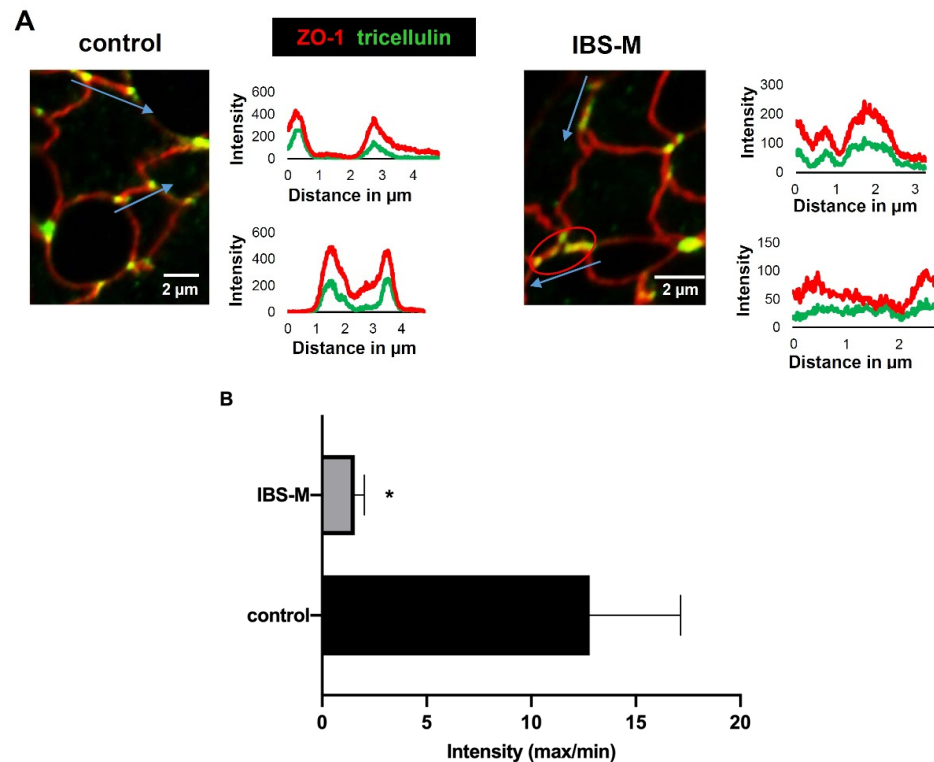 A
control
ZO-1 tricellulin
IBS-M
2 µm
Intensity
600
400
200
0
0 1 2 3 4
Distance in µm
Intensity
600
400
200
0
0 1 2 3 4
Distance in µm
2 µm
Intensity
300
200
100
0
0 1 2 3
Distance in µm
Intensity
150
100
50
0
0 1 2
Distance in µm
B
IBS-M
*
control
0 5 10 15 20
Intensity (max/min)